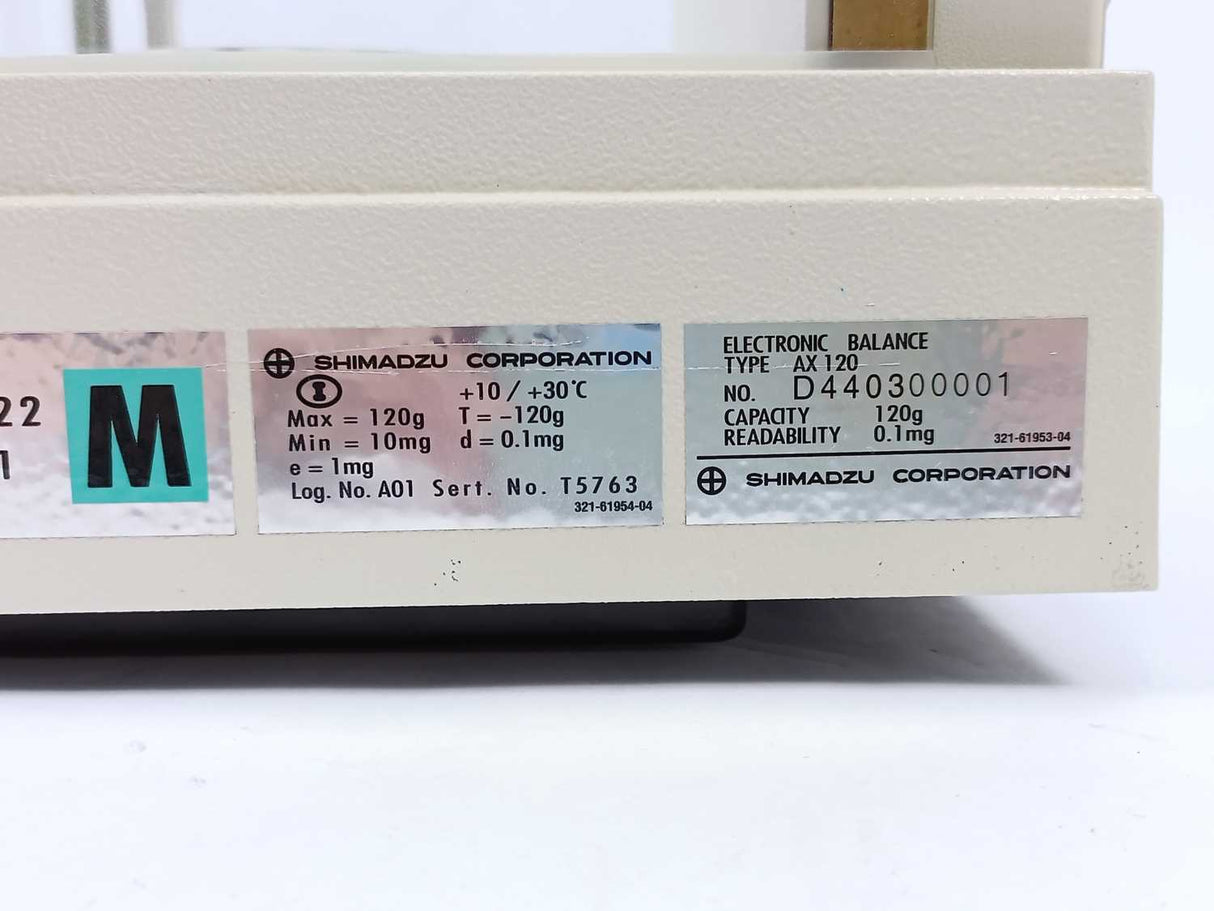 22
1
M
SHIMADZU CORPORATION
I +10 / +30°C
Max = 120g T = -120g
Min = 10mg d = 0.1mg
e = 1mg
Log. No. A01 Sert. No. T5763
321-61954-04
ELECTRONIC BALANCE
TYPE AX 120
NO. D440300001
CAPACITY 120g
READABILITY 0.1mg 321-61953-04
SHIMADZU CORPORATION